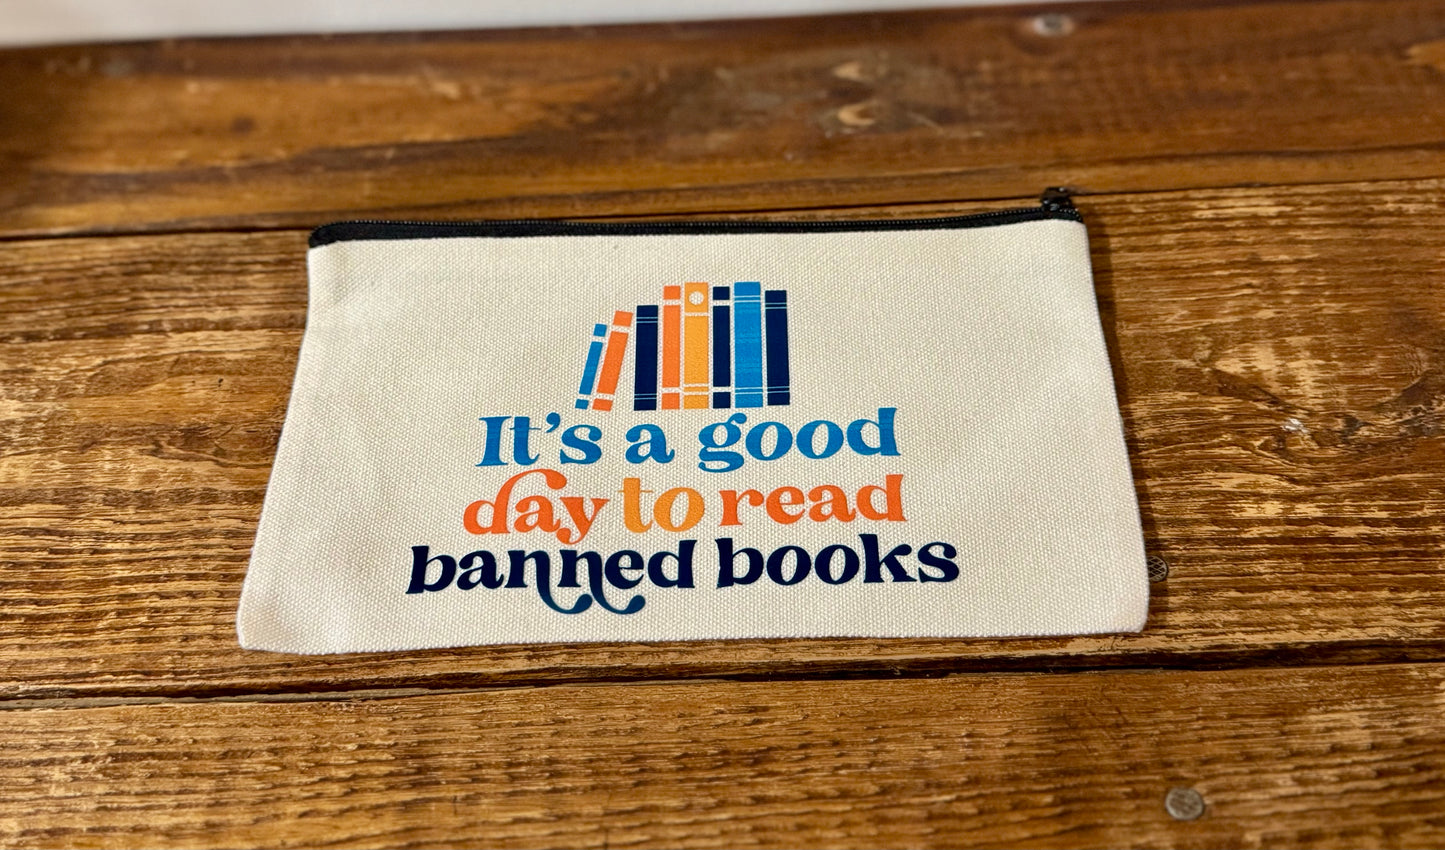 It's a good
day to read
banned books